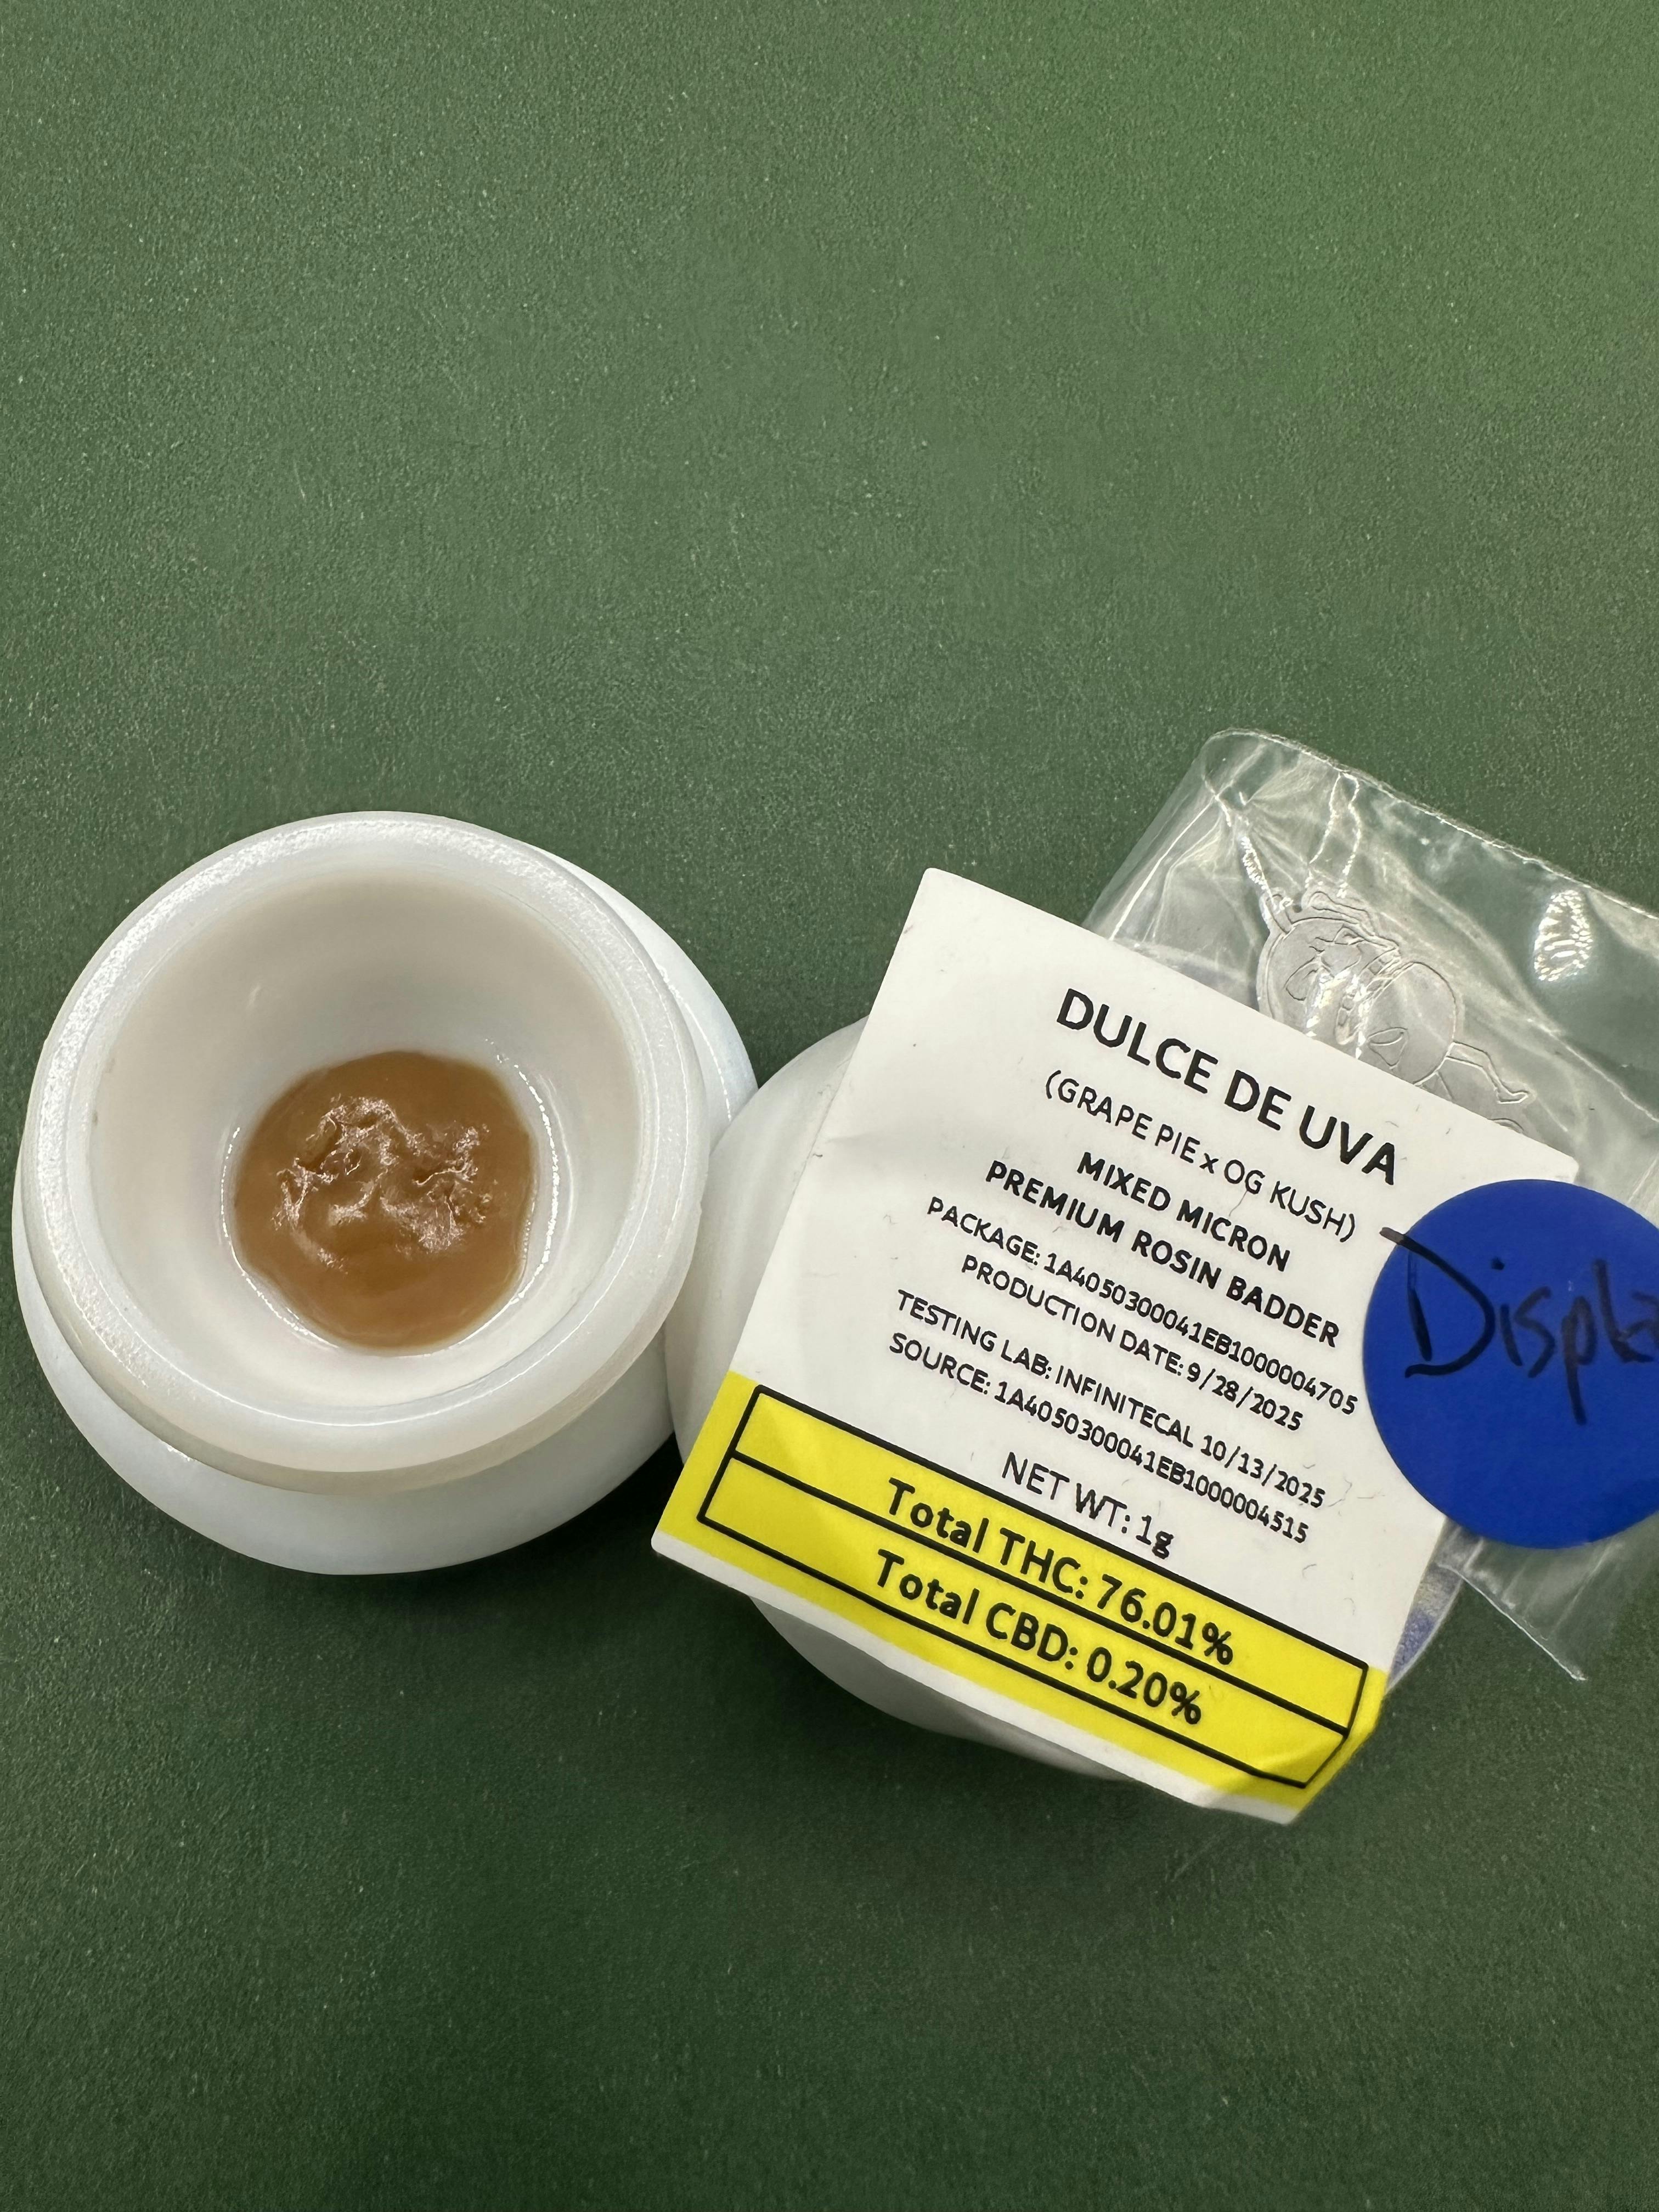 DULCE DE UVA
(GRAPE PIE x OG KUSH)
MIXED MICRON
PREMIUM ROSIN BADDER
PACKAGE: 1A4050300041EB1000004705
PRODUCTION DATE: 9/28/2025
TESTING LAB: INFINITECAL 10/13/2025
SOURCE: 1A4050300041EB1000004515
NET WT: 1g
Total THC: 76.01%
Total CBD: 0.20%